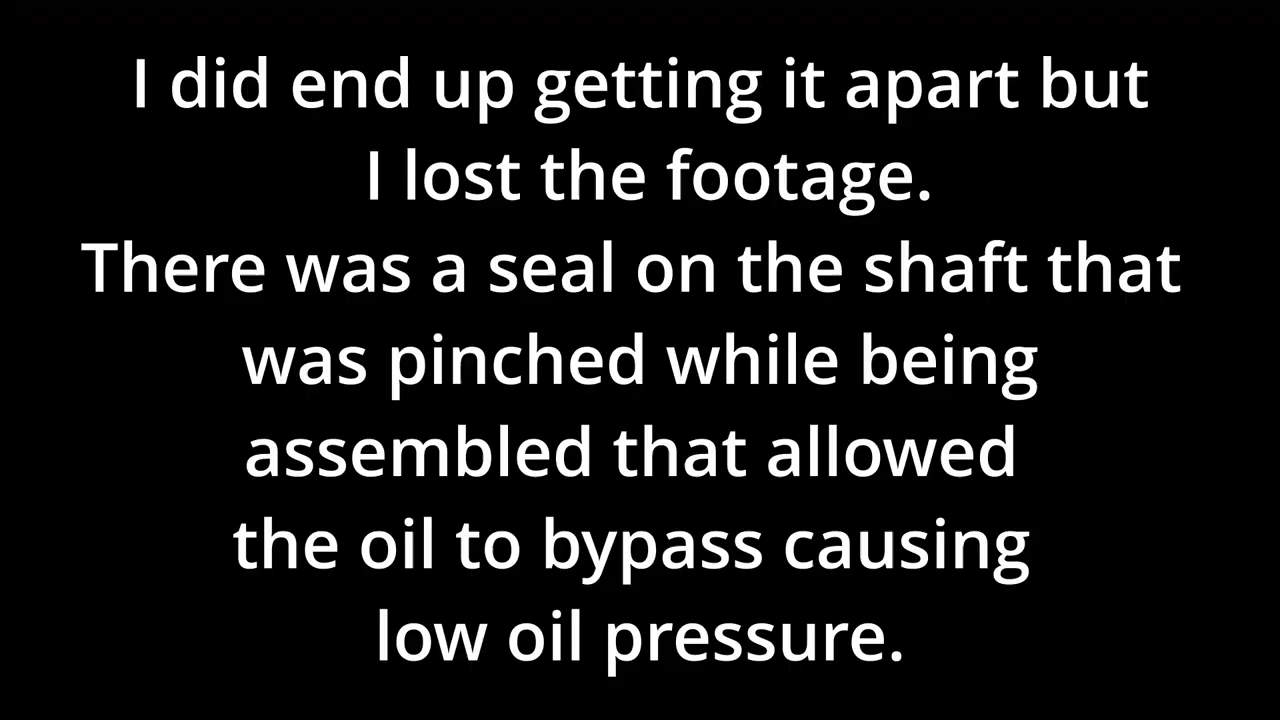 I did end up getting it apart but
I lost the footage.
There was a seal on the shaft that
was pinched while being
assembled that allowed
the oil to bypass causing
low oil pressure.